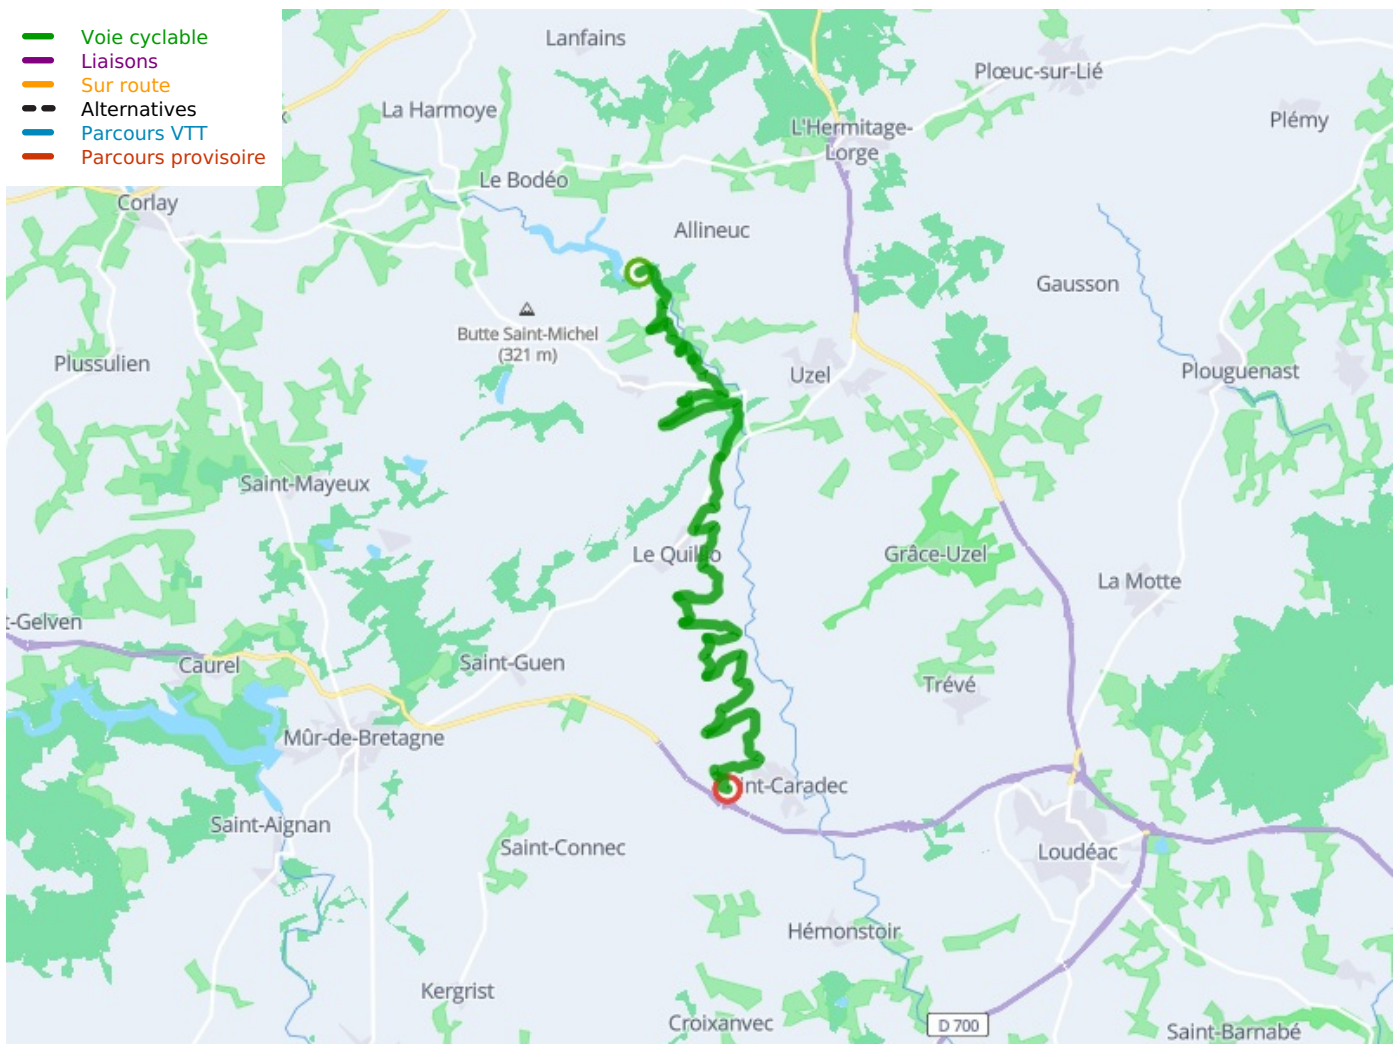 Voie cyclable
Liaisons
Sur route
Alternatives
Parcours VTT
Parcours provisoire
Lanfains
Plœuc-sur-Lié
La Harmoye
Plémy
L'Hermitage-
Lorge
Le Bodéo
Corlay
Allineuc
Gausson
Butte Saint-Michel
(321 m)
Plussulien
Uzel
Plouguenast
Saint-Mayeux
Le Quillio
Grâce-Uzel
La Motte
t-Gelven
Caurel
Saint-Guen
Trévé
Mûr-de-Bretagne
int-Caradec
Saint-Aignan
Saint-Connec
Loudéac
Hémonstoir
Kergrist
Croixanvec
D 700
Saint-Barnabé